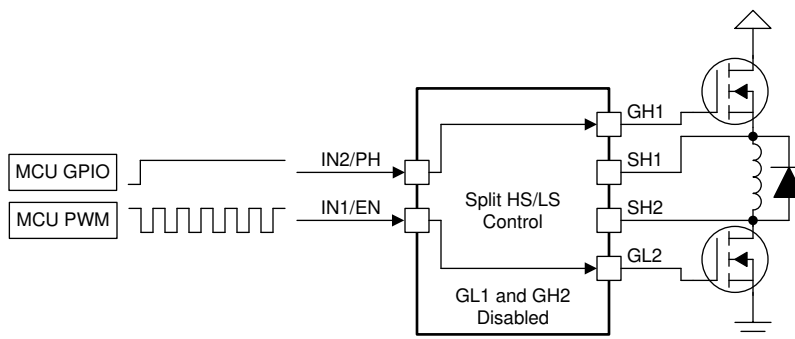 GH1
IN2/PH
MCU GPIO
SH1
Split HS/LS
Control
IN1/EN
MCU PWM
SH2
GL2
GL1 and GH2
Disabled